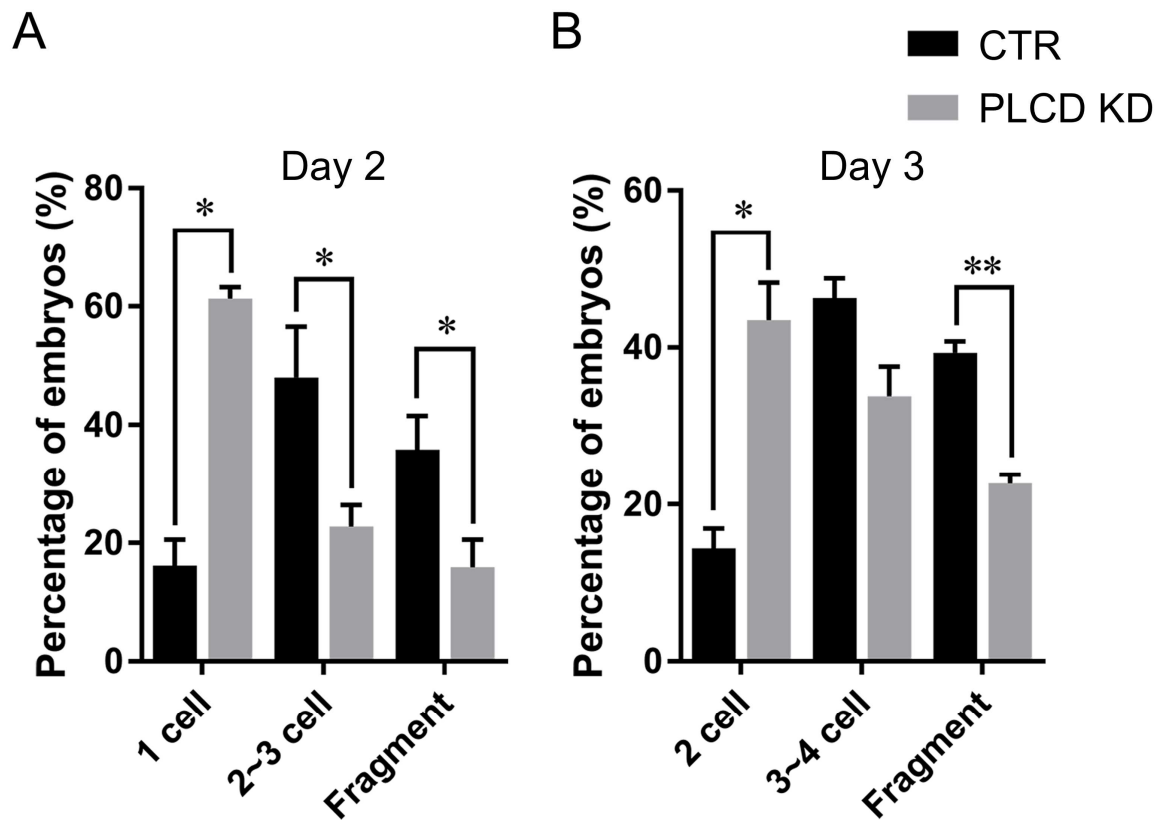 A
B
CTR
PLCD KD
Day 2
Day 3
Percentage of embryos (%)
80
60
40
20
0
*
*
*
1 cell
2~3 cell
Fragment
Percentage of embryos (%)
60
40
20
0
*
**
2 cell
3~4 cell
Fragment